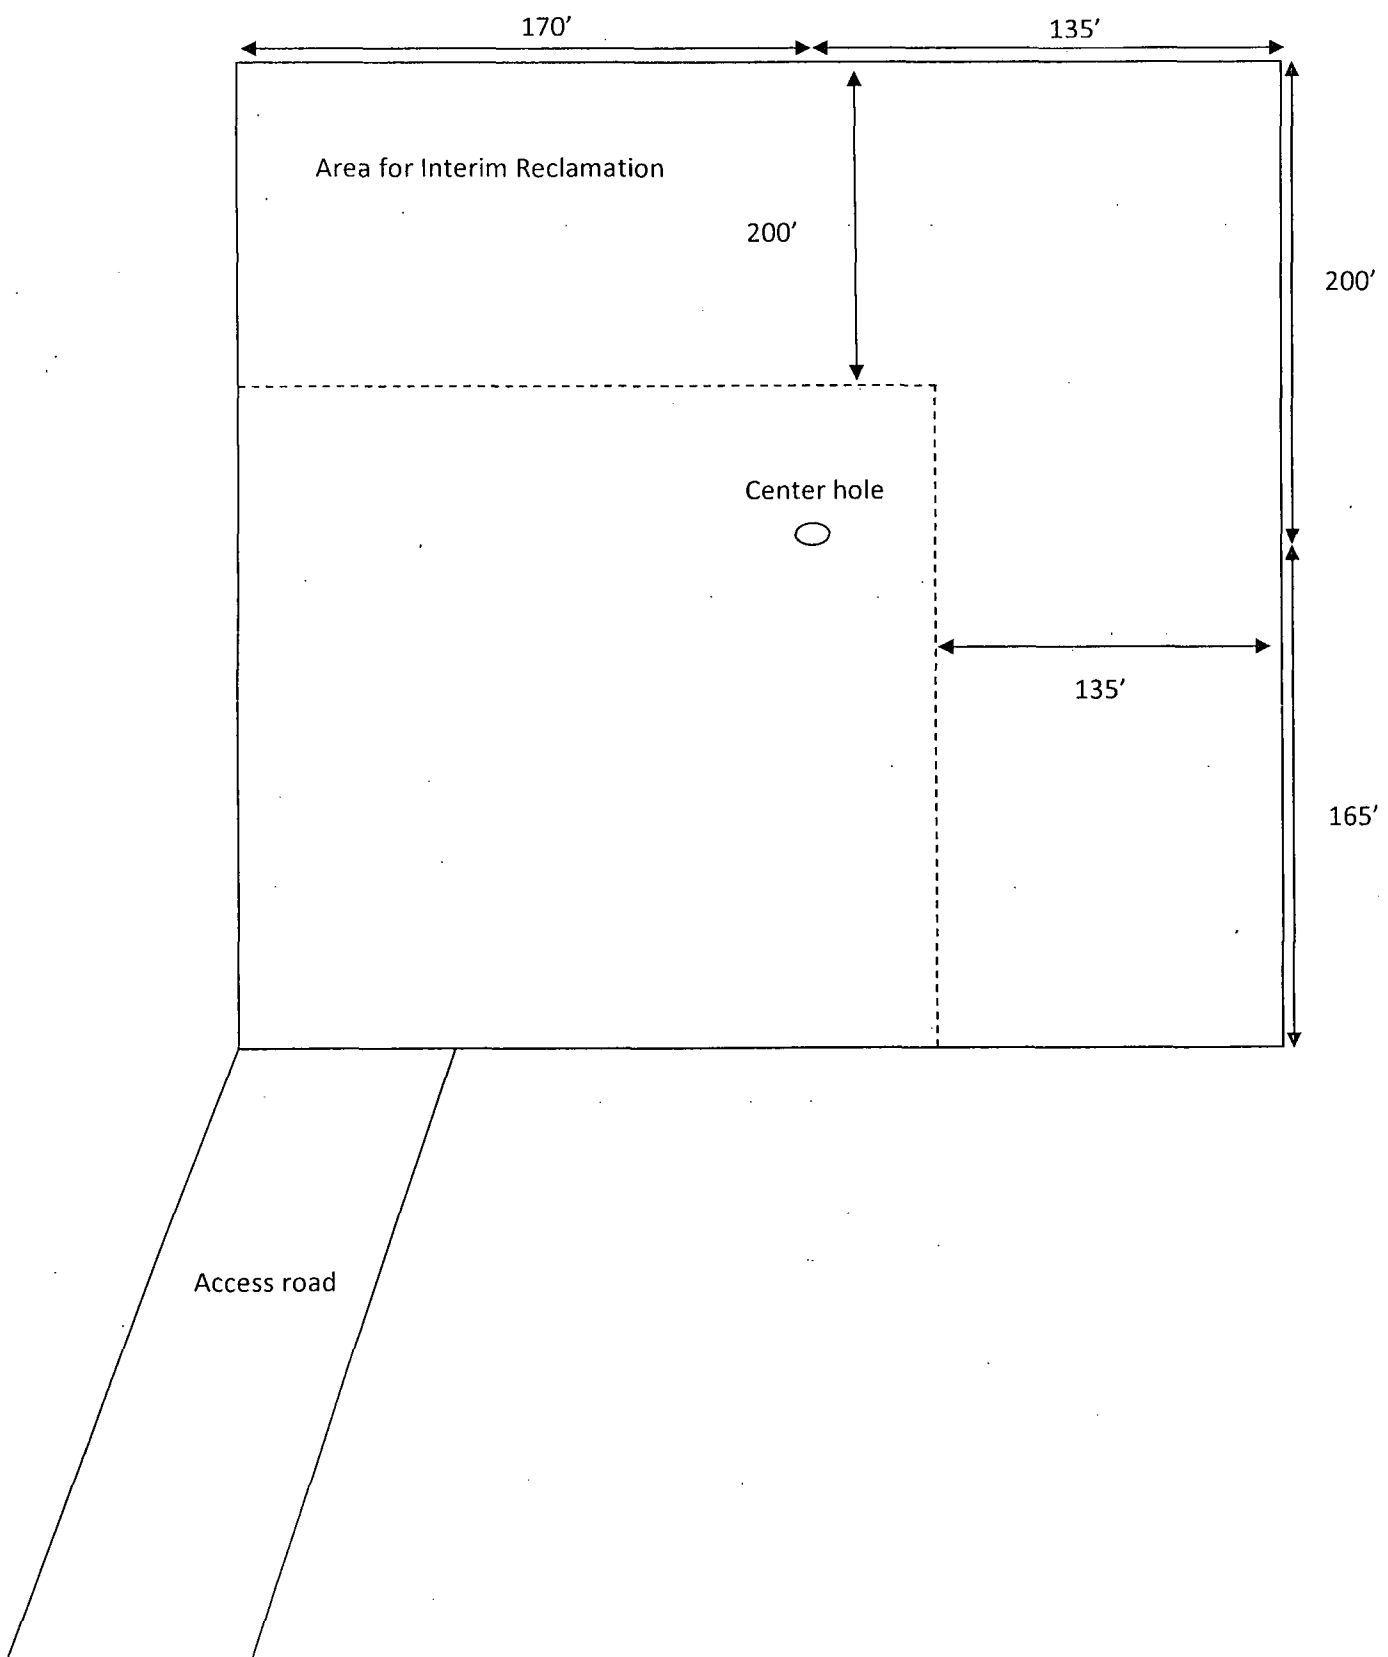 170′
135′
Area for Interim Reclamation
200′
200′
Center hole
135′
165′
Access road